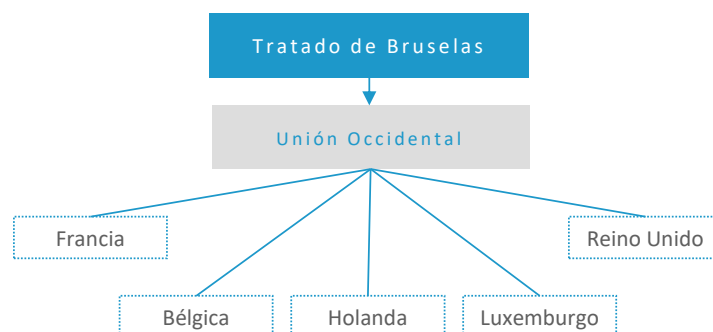 Tratado de Bruselas
Unión Occidental
Francia
Reino Unido
Bélgica
Holanda
Luxemburgo